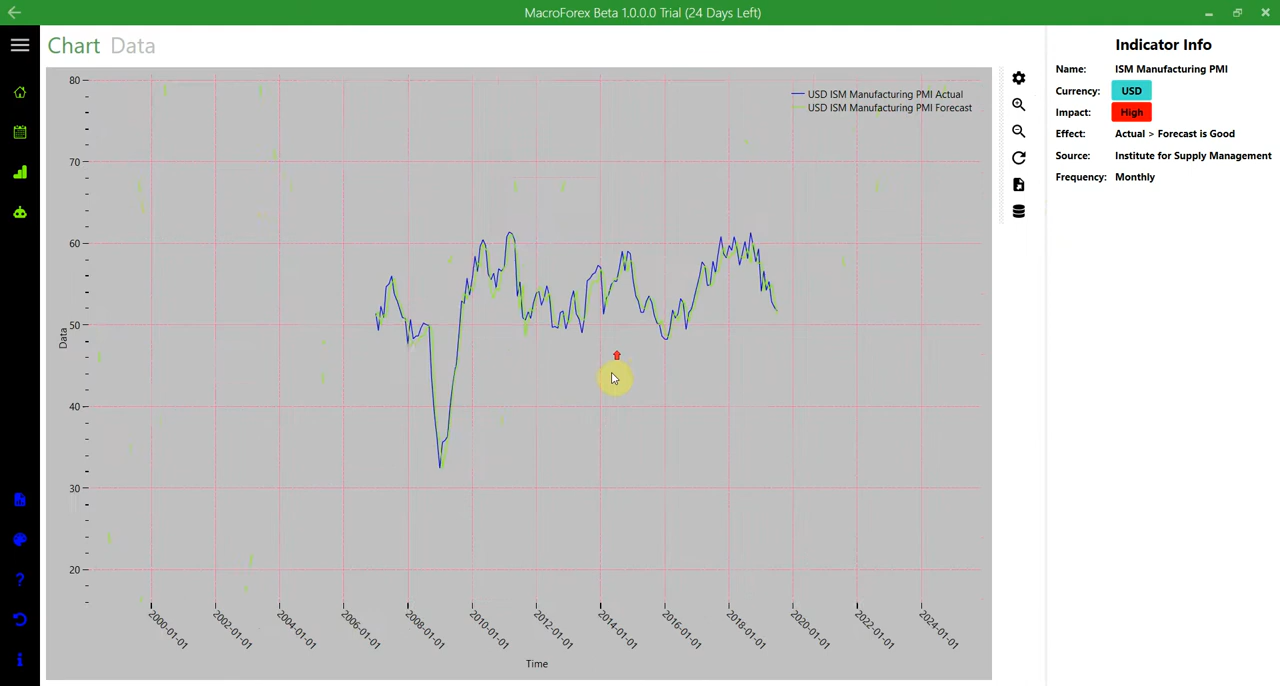 MacroForex Beta 1.0.0.0 Trial (24 Days Left)
Chart Data
Indicator Info
Name: ISM Manufacturing PMI
Currency: USD
Impact: High
Effect: Actual > Forecast is Good
Source: Institute for Supply Management
Frequency: Monthly
USD ISM Manufacturing PMI Actual
USD ISM Manufacturing PMI Forecast
80
70
60
50
40
30
20
Data
2000-01-01
2002-01-01
2004-01-01
2006-01-01
2008-01-01
2010-01-01
2012-01-01
2014-01-01
2016-01-01
2018-01-01
2020-01-01
2022-01-01
2024-01-01
Time